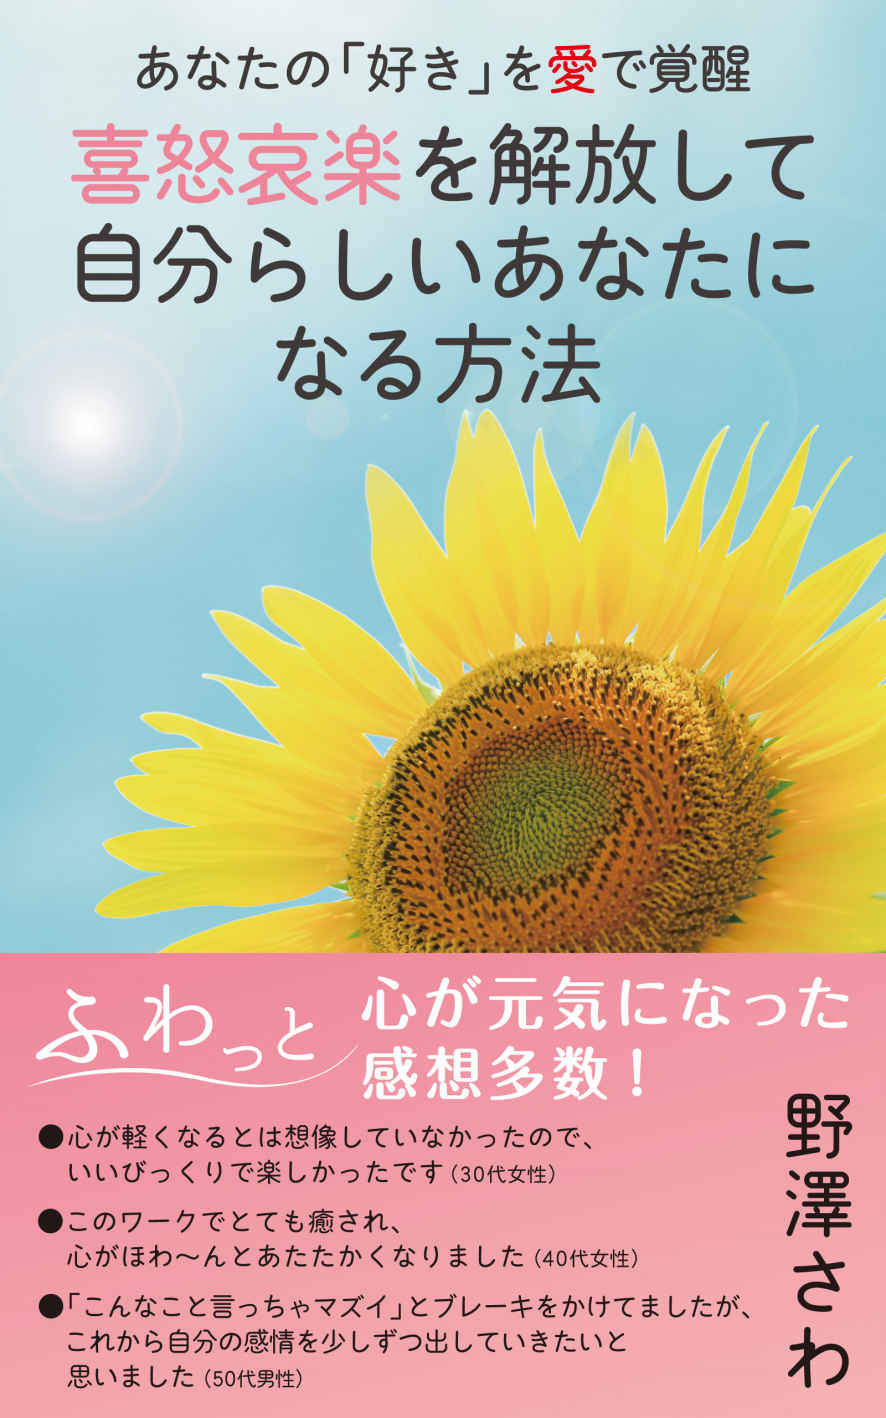 あなたの「好き」を愛で覚醒
喜怒哀楽を解放して
自分らしいあなたに
なる方法
ふわっと
心が元気になった
感想多数！
●心が軽くなるとは想像していなかったので、
いいびっくりで楽しかったです（30代女性）
●このワークでとても癒され、
心がほわ〜んとあたたかくなりました（40代女性）
●「こんなこと言っちゃマズイ」とブレーキをかけてましたが、
これから自分の感情を少しずつ出していきたいと
思いました（50代男性）
野澤さわ